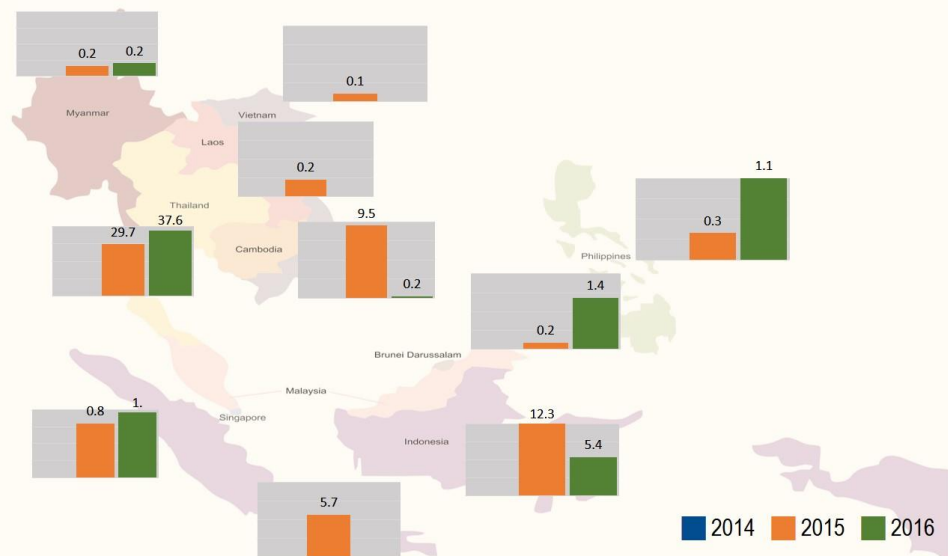 0.2 0.2
0.1
Myanmar
Vietnam
Laos
0.2
1.1
Thailand
0.3
9.5
37.6
29.7
Cambodia
Philippines
0.2
1.4
0.2
Brunei Darussalam
Malaysia
0.8 1.
Singapore
12.3
Indonesia
5.4
5.7
2014 2015 2016